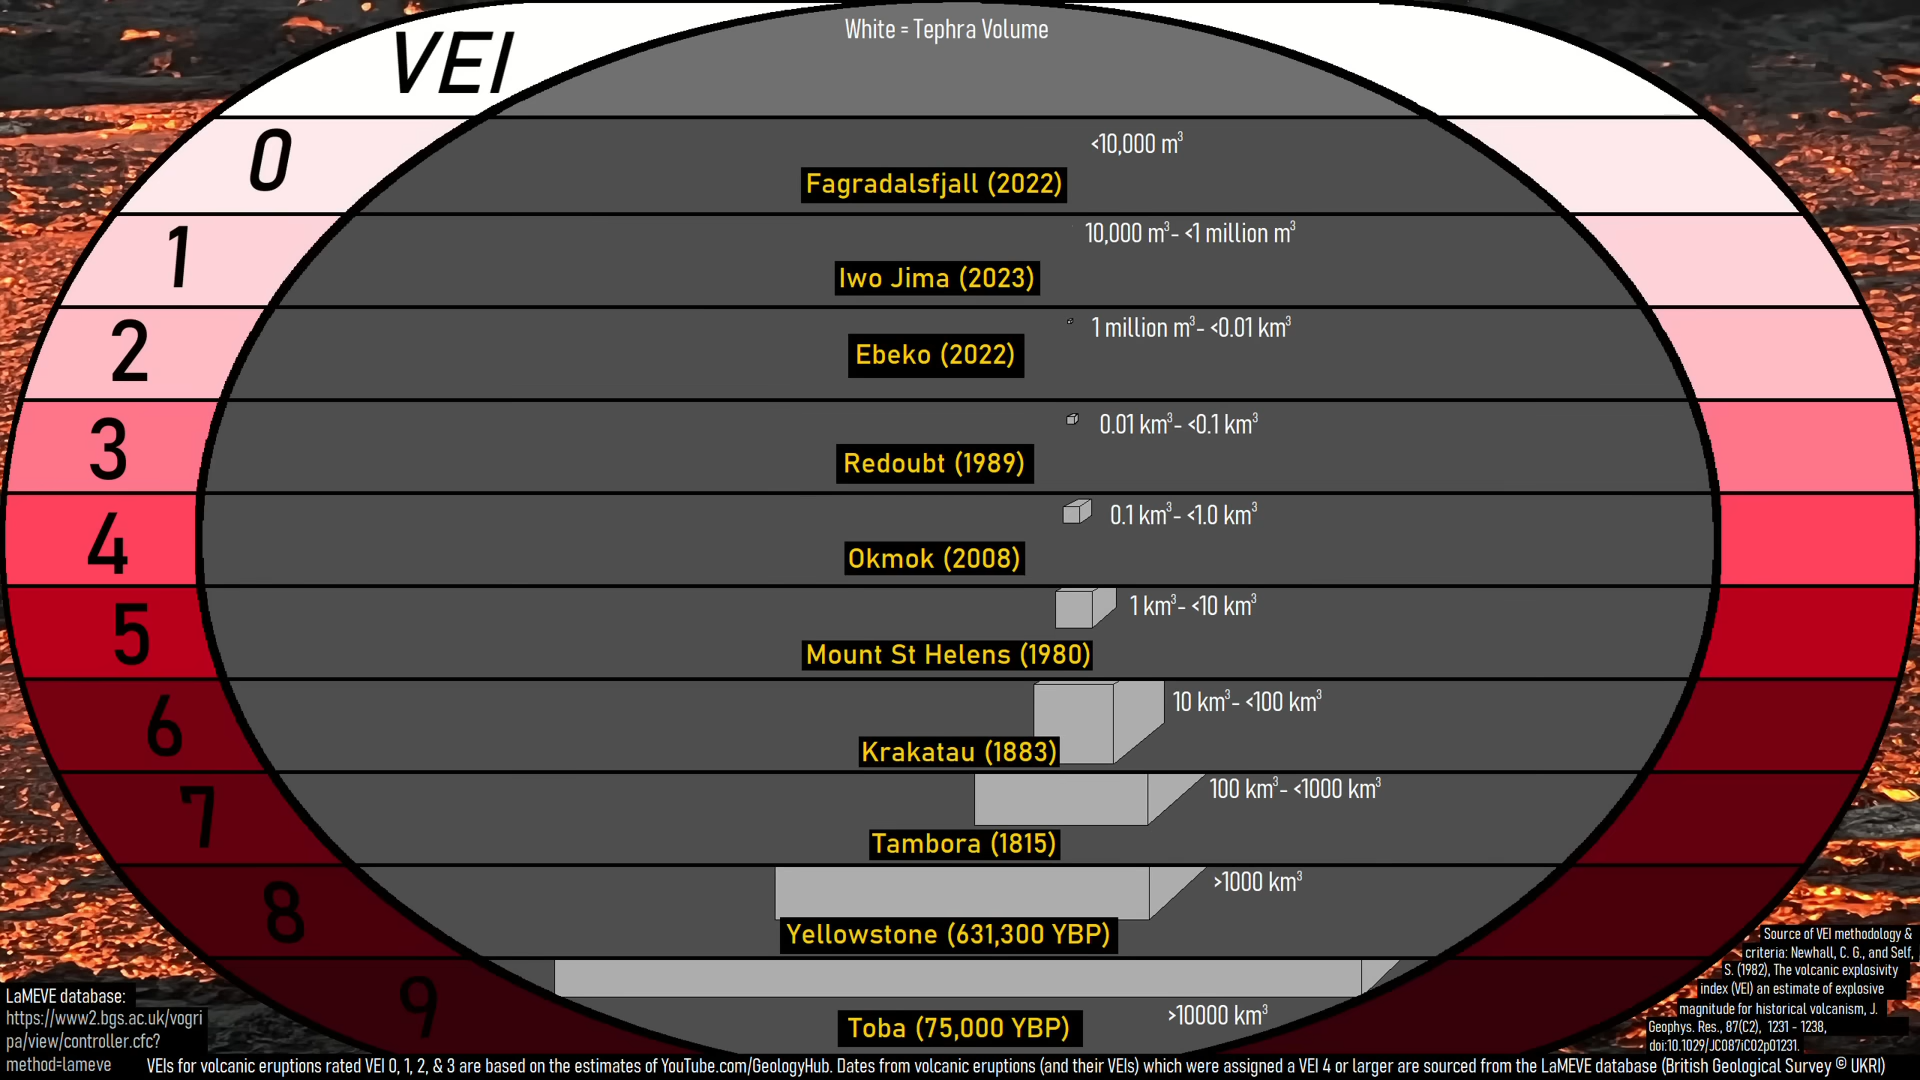 White = Tephra Volume
VEI
0
<10,000 m³
Fagradalsfjall (2022)
1
10,000 m³- <1 million m³
Iwo Jima (2023)
2
1 million m³- <0.01 km³
Ebeko (2022)
3
0.01 km³- <0.1 km³
Redoubt (1989)
4
0.1 km³- <1.0 km³
Okmok (2008)
5
1 km³- <10 km³
Mount St Helens (1980)
6
10 km³- <100 km³
Krakatau (1883)
7
100 km³- <1000 km³
Tambora (1815)
8
>1000 km³
Yellowstone (631,300 YBP)
9
>10000 km³
Toba (75,000 YBP)
LaMEVE database:
https://www2.bgs.ac.uk/vogri
pa/view/controller.cfc?
method=lameve
Source of VEI methodology &
criteria: Newhall, C. G., and Self,
S. (1982), The volcanic explosivity
index (VEI) an estimate of explosive
magnitude for historical volcanism, J.
Geophys. Res., 87(C2), 1231 - 1238,
doi:10.1029/JC087iC02p01231.
VEIs for volcanic eruptions rated VEI 0, 1, 2, & 3 are based on the estimates of YouTube.com/GeologyHub. Dates from volcanic eruptions (and their VEIs) which were assigned a VEI 4 or larger are sourced from the LaMEVE database (British Geological Survey © UKRI)